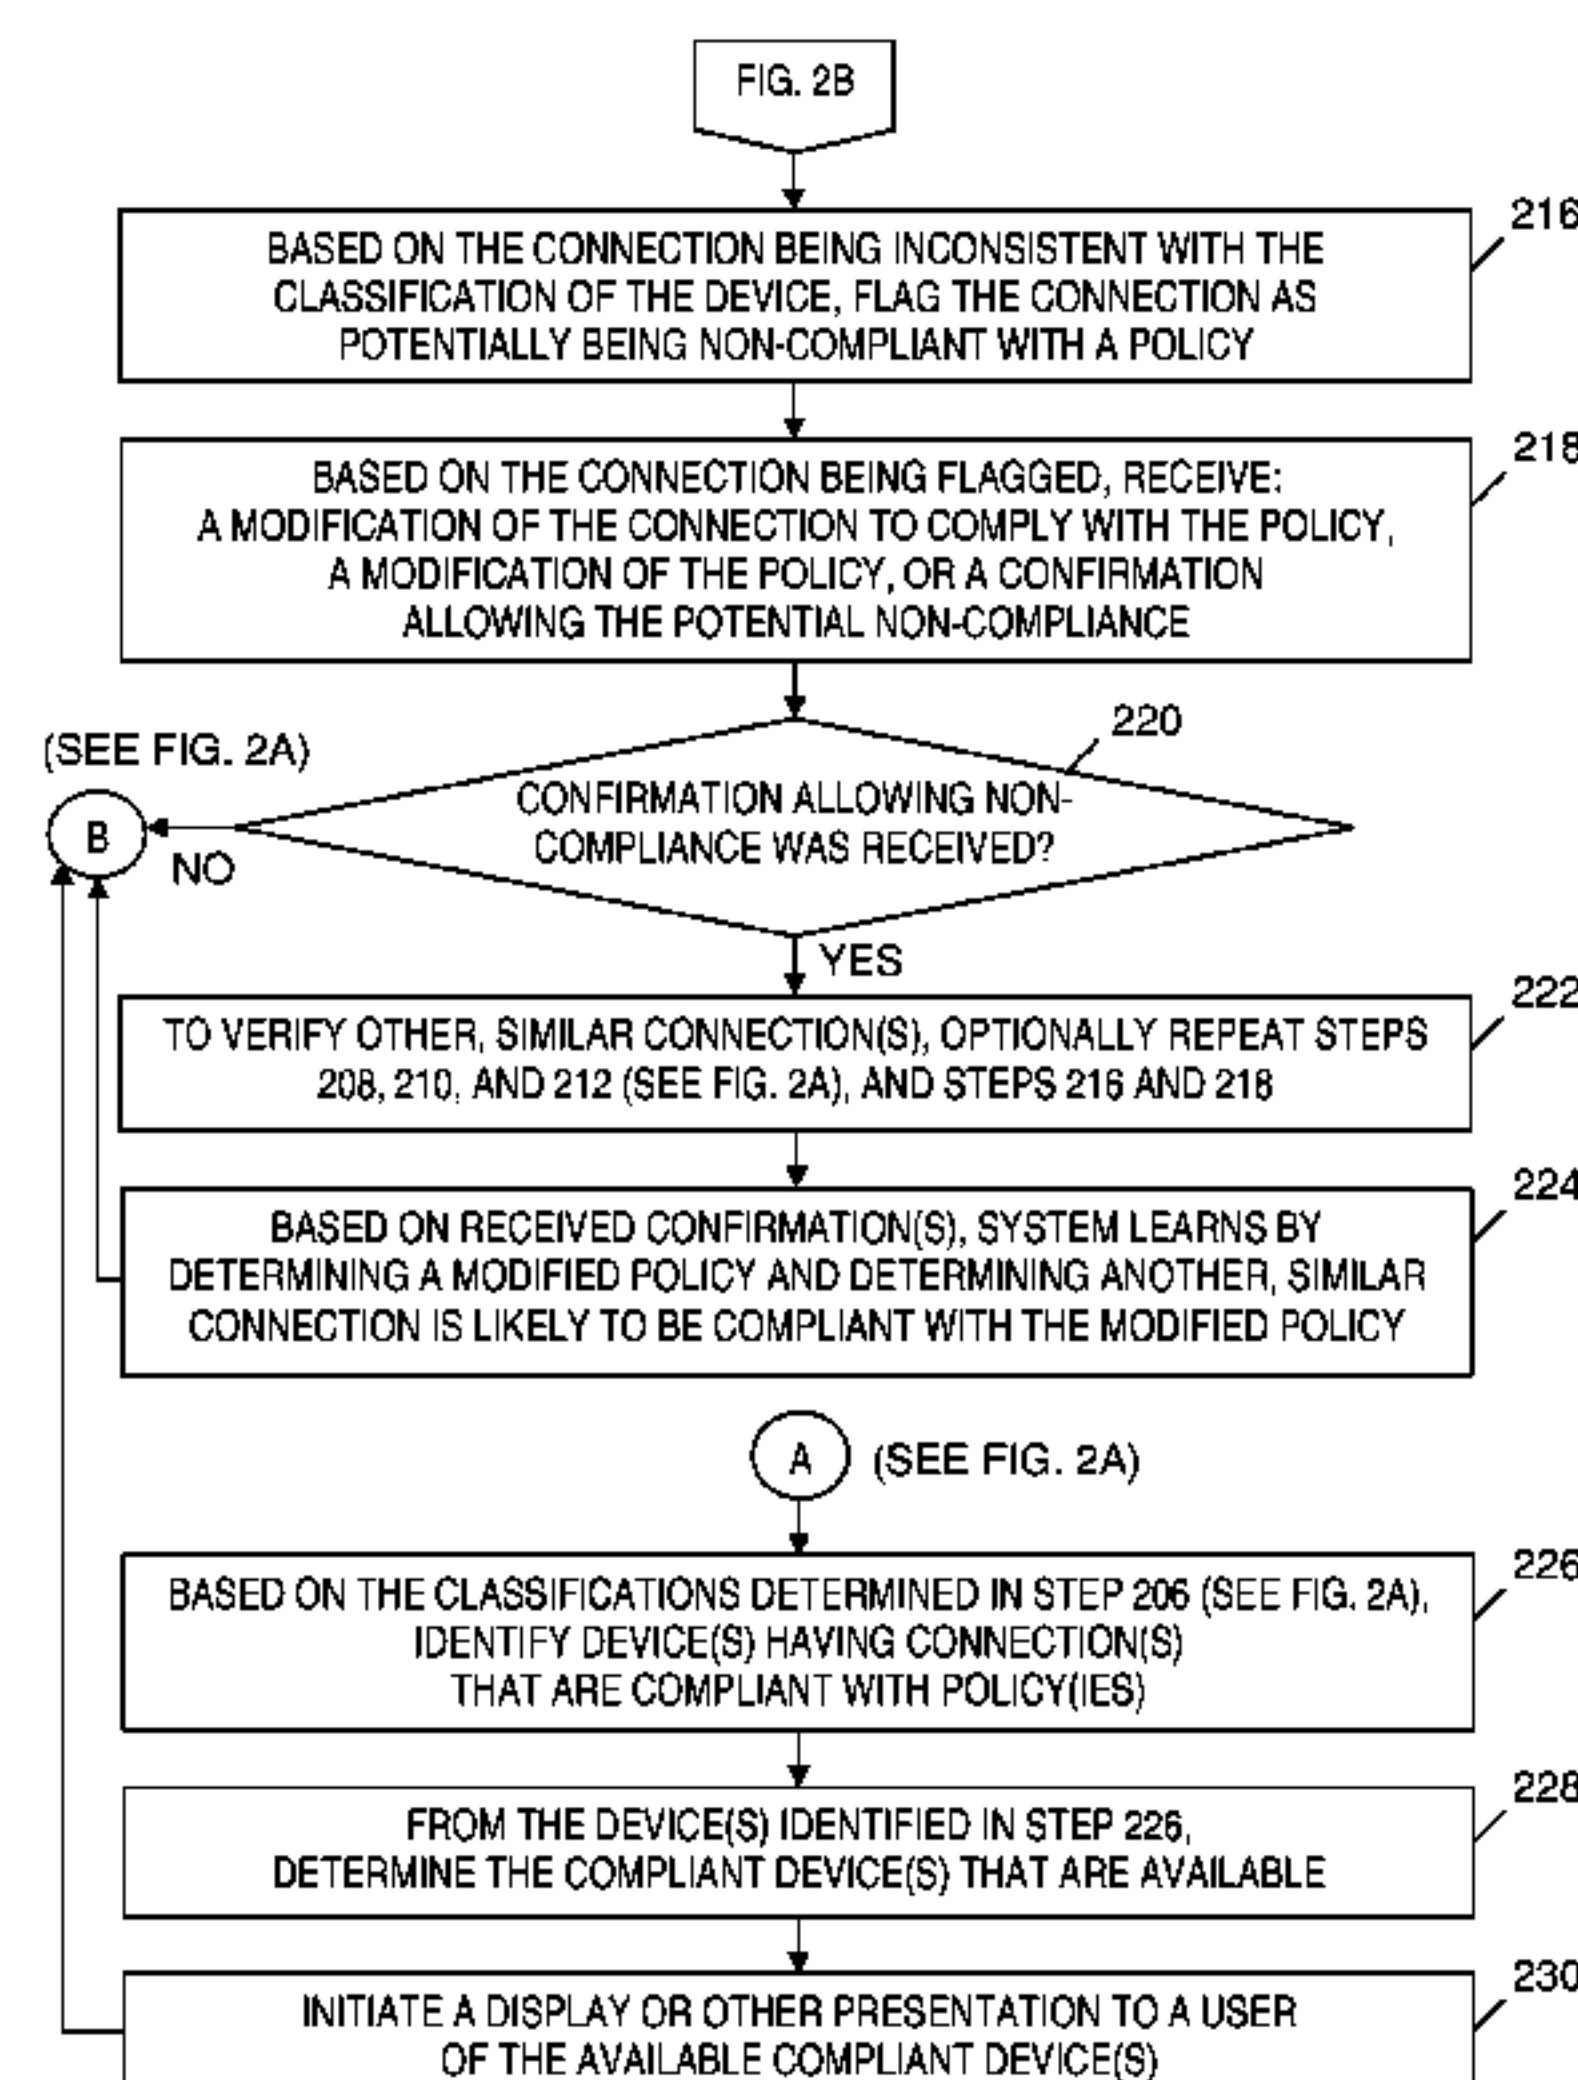 FIG. 2B
216
BASED ON THE CONNECTION BEING INCONSISTENT WITH THE
CLASSIFICATION OF THE DEVICE, FLAG THE CONNECTION AS
POTENTIALLY BEING NON-COMPLIANT WITH A POLICY
218
BASED ON THE CONNECTION BEING FLAGGED, RECEIVE:
A MODIFICATION OF THE CONNECTION TO COMPLY WITH THE POLICY,
A MODIFICATION OF THE POLICY, OR A CONFIRMATION
ALLOWING THE POTENTIAL NON-COMPLIANCE
220
(SEE FIG. 2A)
CONFIRMATION ALLOWING NON-
COMPLIANCE WAS RECEIVED?
B
NO
YES
222
TO VERIFY OTHER, SIMILAR CONNECTION(S), OPTIONALLY REPEAT STEPS
208, 210, AND 212 (SEE FIG. 2A), AND STEPS 216 AND 218
224
BASED ON RECEIVED CONFIRMATION(S), SYSTEM LEARNS BY
DETERMINING A MODIFIED POLICY AND DETERMINING ANOTHER, SIMILAR
CONNECTION IS LIKELY TO BE COMPLIANT WITH THE MODIFIED POLICY
A (SEE FIG. 2A)
226
BASED ON THE CLASSIFICATIONS DETERMINED IN STEP 206 (SEE FIG. 2A),
IDENTIFY DEVICE(S) HAVING CONNECTION(S)
THAT ARE COMPLIANT WITH POLICY(IES)
228
FROM THE DEVICE(S) IDENTIFIED IN STEP 226,
DETERMINE THE COMPLIANT DEVICE(S) THAT ARE AVAILABLE
230
INITIATE A DISPLAY OR OTHER PRESENTATION TO A USER
OF THE AVAILABLE COMPLIANT DEVICE(S)